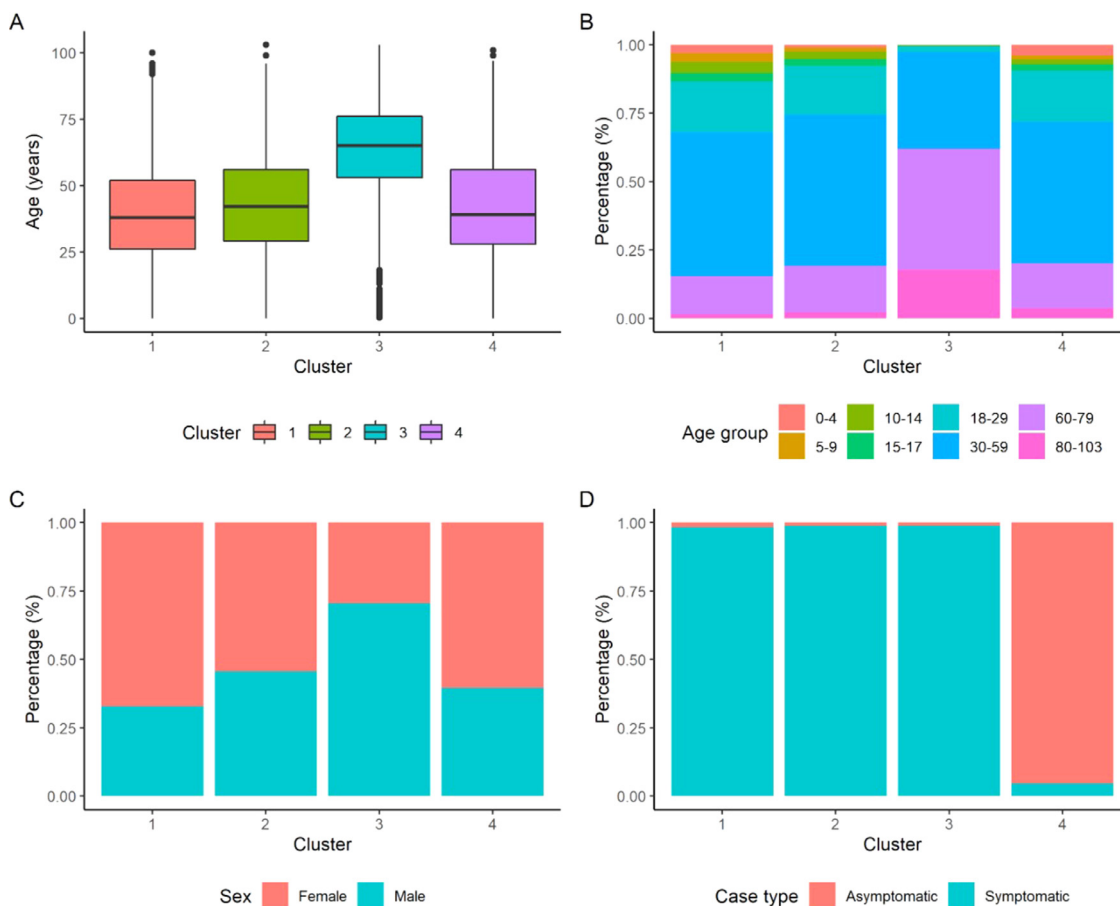 A
100
75
50
25
0
Age (years)
1 2 3 4
Cluster
Cluster 1 2 3 4
B
1.00
0.75
0.50
0.25
0.00
Percentage (%)
1 2 3 4
Cluster
Age group
0-4 10-14 18-29 60-79
5-9 15-17 30-59 80-103
C
1.00
0.75
0.50
0.25
0.00
Percentage (%)
1 2 3 4
Cluster
Sex Female Male
D
1.00
0.75
0.50
0.25
0.00
Percentage (%)
1 2 3 4
Cluster
Case type Asymptomatic Symptomatic